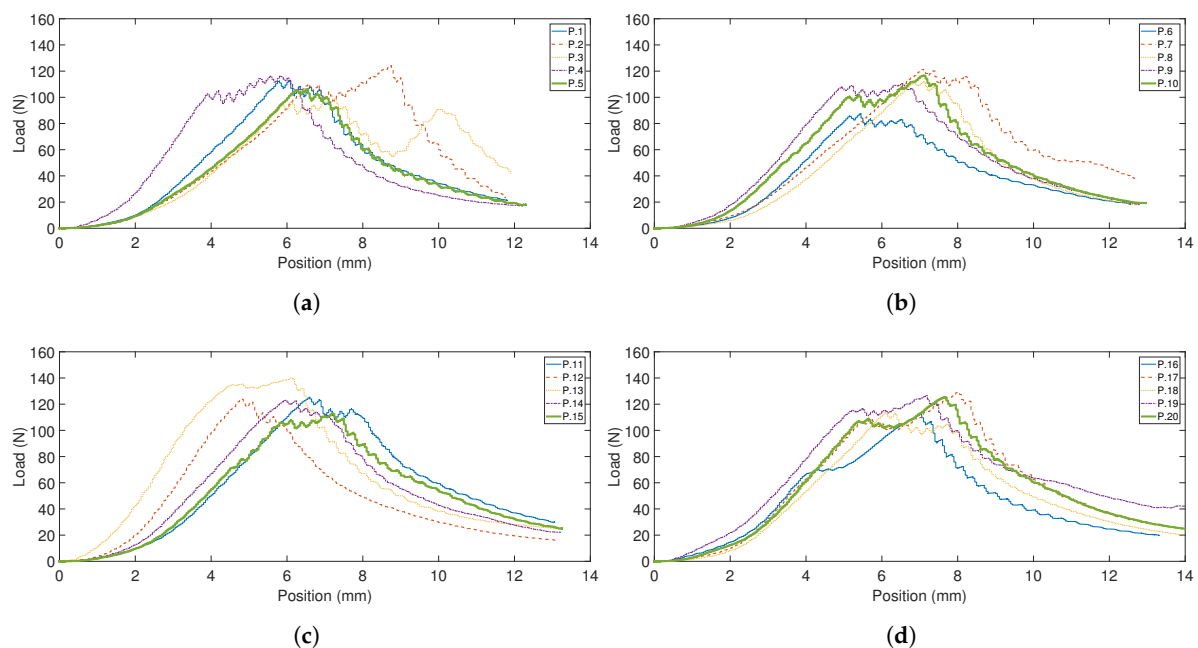 160
140
120
100
80
60
40
20
0
Load (N)
0 2 4 6 8 10 12 14
Position (mm)
P.1
P.2
P.3
P.4
P.5
(a)
160
140
120
100
80
60
40
20
0
Load (N)
0 2 4 6 8 10 12 14
Position (mm)
P.6
P.7
P.8
P.9
P.10
(b)
160
140
120
100
80
60
40
20
0
Load (N)
0 2 4 6 8 10 12 14
Position (mm)
P.11
P.12
P.13
P.14
P.15
(c)
160
140
120
100
80
60
40
20
0
Load (N)
0 2 4 6 8 10 12 14
Position (mm)
P.16
P.17
P.18
P.19
P.20
(d)